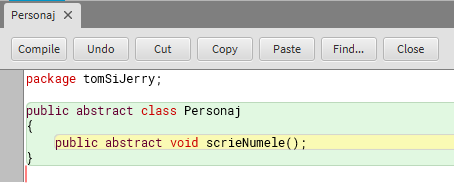 Personaj ×
Compile Undo Cut Copy Paste Find... Close
package tomSiJerry;
public abstract class Personaj
{
public abstract void scrieNumele();
}